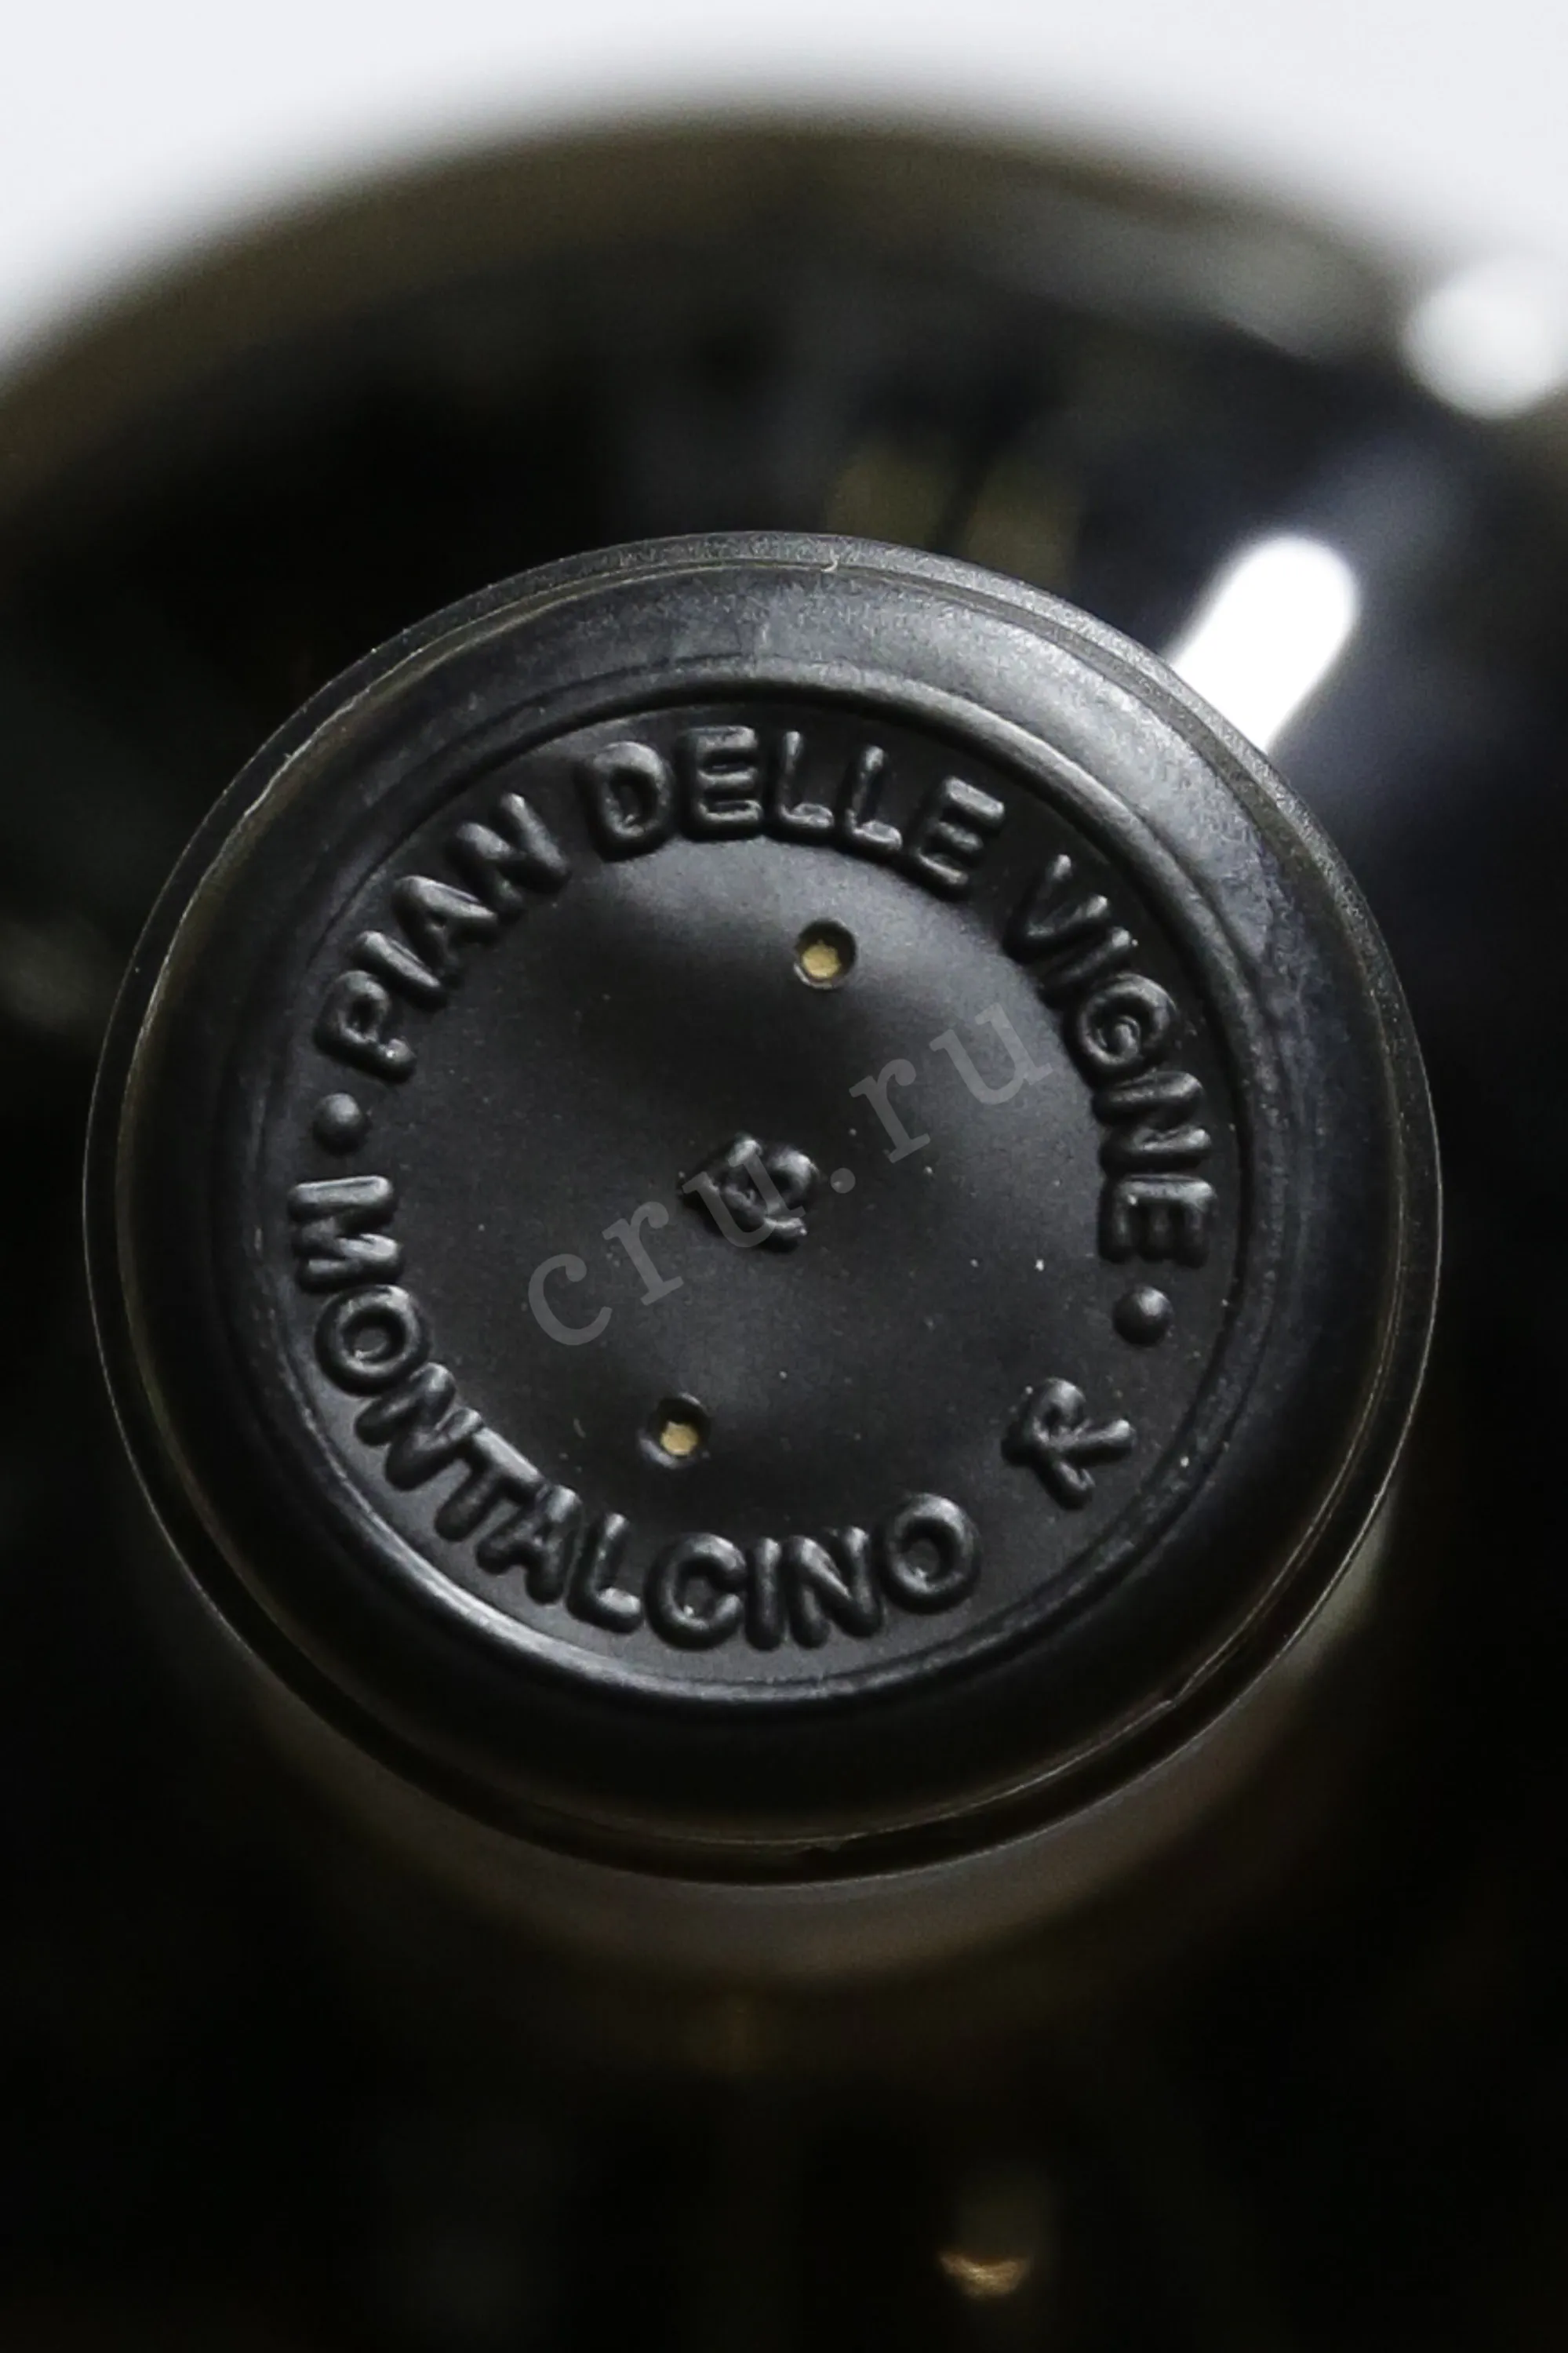 • PIAN DELLE VIGNE •
MONTALCINO
cru.ru